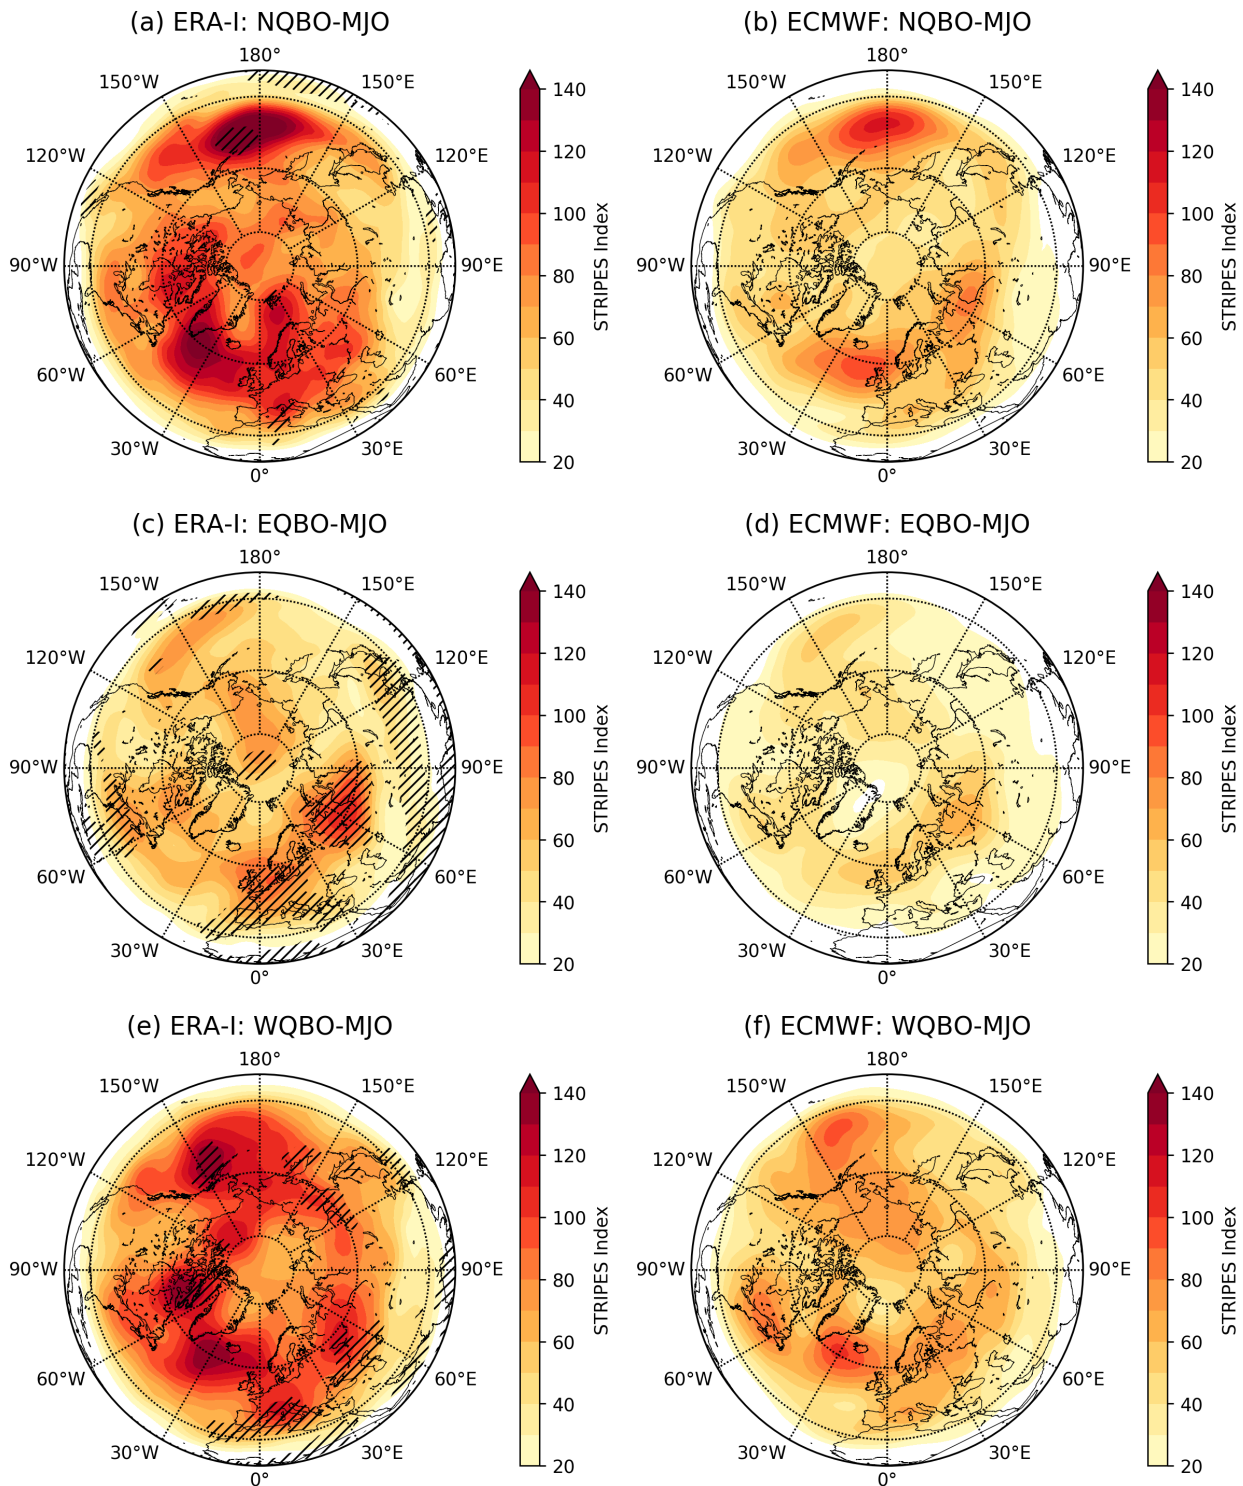 (a) ERA-I: NQBO-MJO
180°
150°W
150°E
120°W
120°E
90°W
90°E
60°W
60°E
30°W
30°E
0°
140
120
100
80
60
40
20
STRIPES Index
(b) ECMWF: NQBO-MJO
180°
150°W
150°E
120°W
120°E
90°W
90°E
60°W
60°E
30°W
30°E
0°
140
120
100
80
60
40
20
STRIPES Index
(c) ERA-I: EQBO-MJO
180°
150°W
150°E
120°W
120°E
90°W
90°E
60°W
60°E
30°W
30°E
0°
140
120
100
80
60
40
20
STRIPES Index
(d) ECMWF: EQBO-MJO
180°
150°W
150°E
120°W
120°E
90°W
90°E
60°W
60°E
30°W
30°E
0°
140
120
100
80
60
40
20
STRIPES Index
(e) ERA-I: WQBO-MJO
180°
150°W
150°E
120°W
120°E
90°W
90°E
60°W
60°E
30°W
30°E
0°
140
120
100
80
60
40
20
STRIPES Index
(f) ECMWF: WQBO-MJO
180°
150°W
150°E
120°W
120°E
90°W
90°E
60°W
60°E
30°W
30°E
0°
140
120
100
80
60
40
20
STRIPES Index